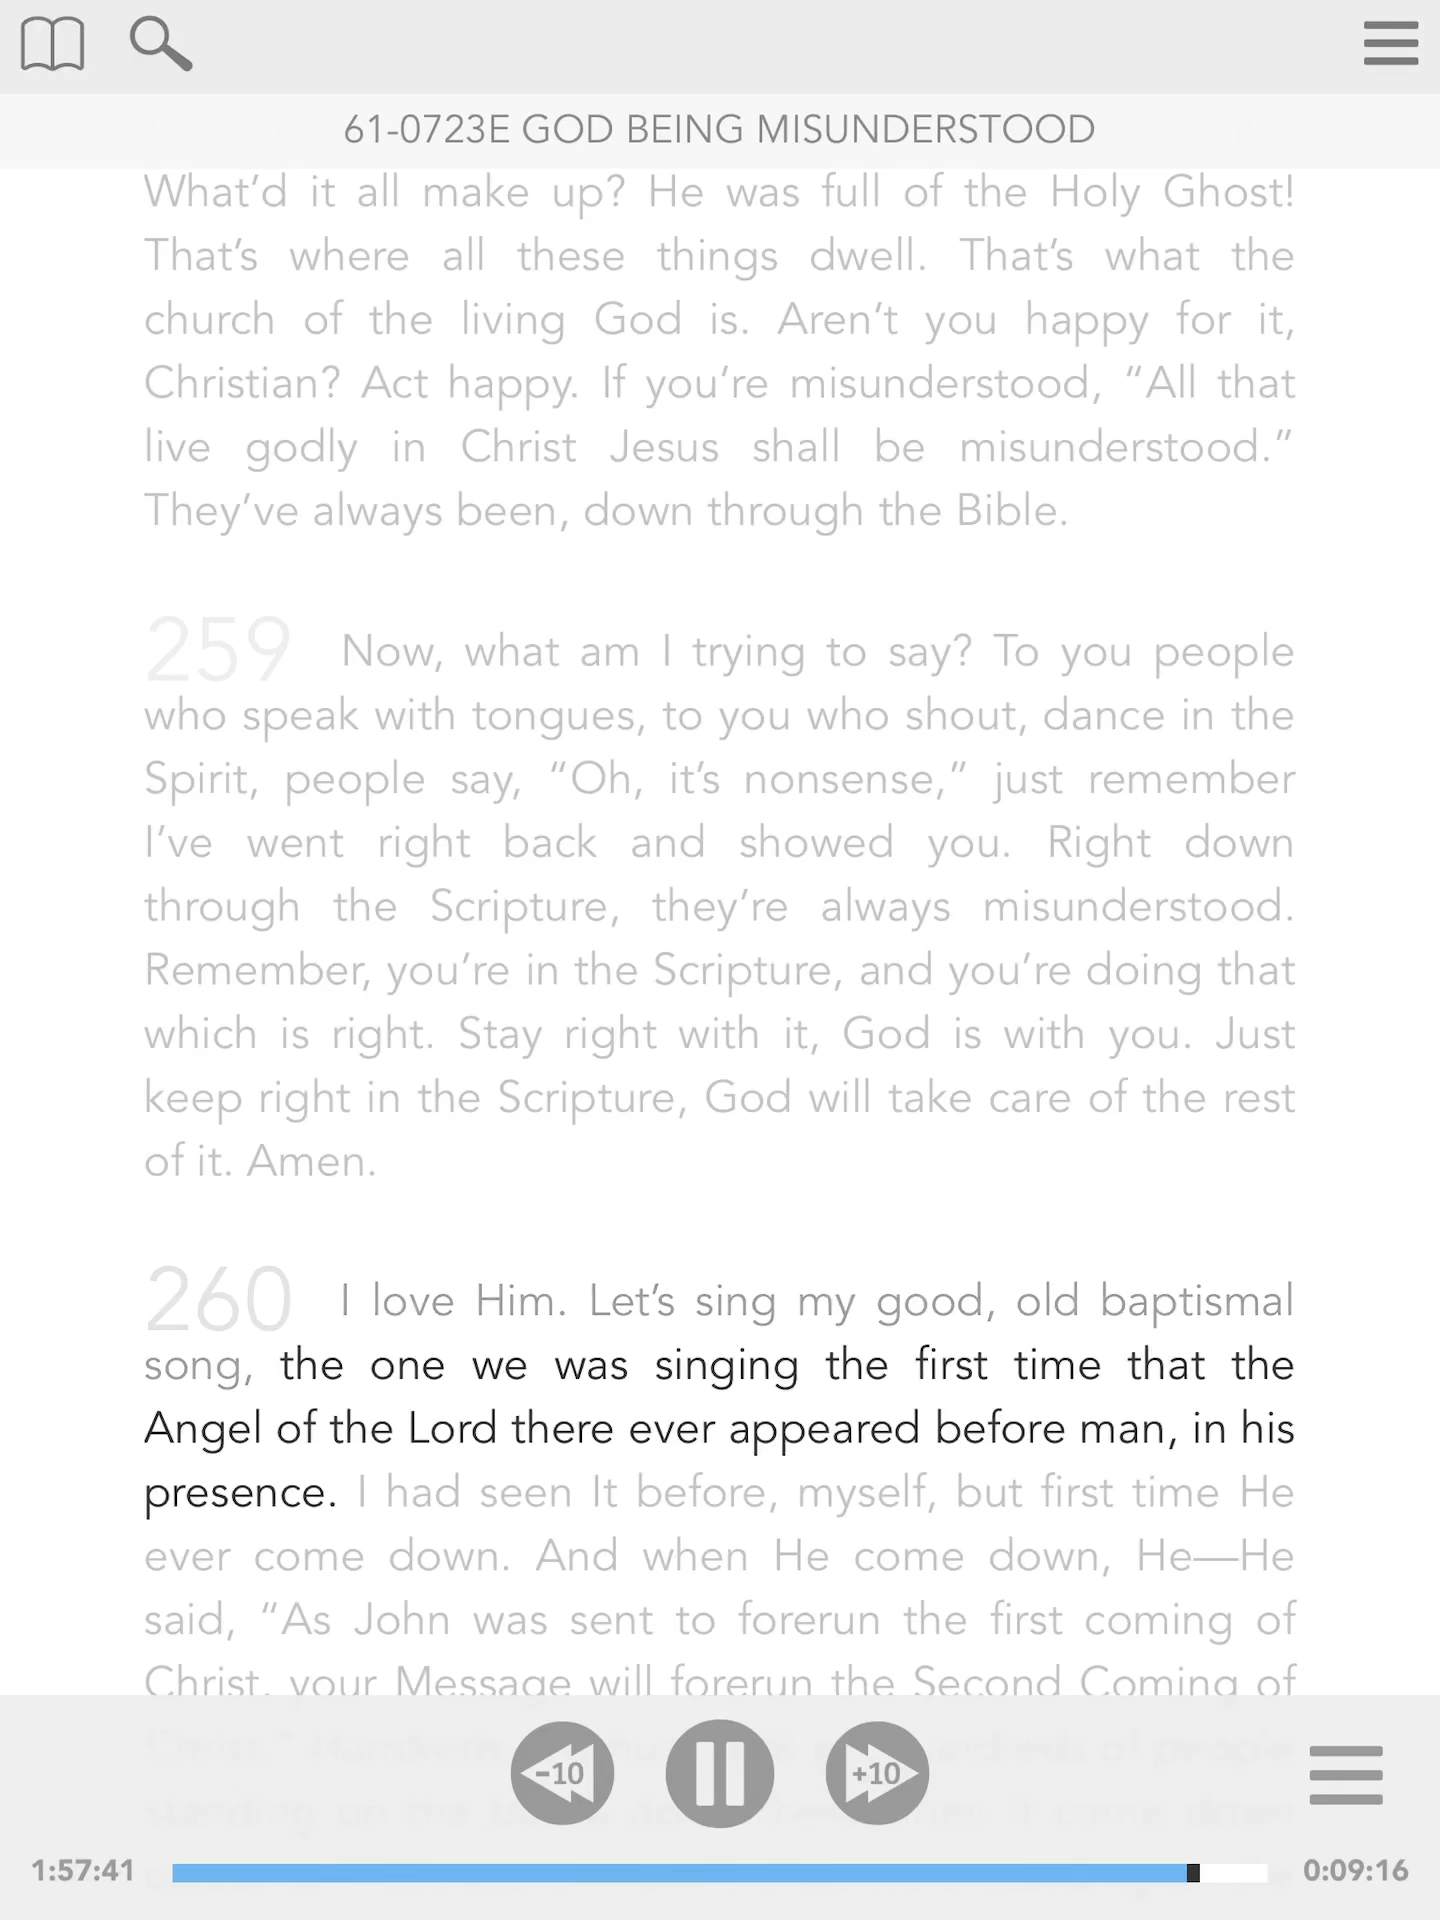 61-0723E GOD BEING MISUNDERSTOOD
What’d it all make up? He was full of the Holy Ghost!
That’s where all these things dwell. That’s what the
church of the living God is. Aren’t you happy for it,
Christian? Act happy. If you’re misunderstood, “All that
live godly in Christ Jesus shall be misunderstood.”
They’ve always been, down through the Bible.
259 Now, what am I trying to say? To you people
who speak with tongues, to you who shout, dance in the
Spirit, people say, “Oh, it’s nonsense,” just remember
I’ve went right back and showed you. Right down
through the Scripture, they’re always misunderstood.
Remember, you’re in the Scripture, and you’re doing that
which is right. Stay right with it, God is with you. Just
keep right in the Scripture, God will take care of the rest
of it. Amen.
260 I love Him. Let’s sing my good, old baptismal
song, the one we was singing the first time that the
Angel of the Lord there ever appeared before man, in his
presence. I had seen It before, myself, but first time He
ever come down. And when He come down, He—He
said, “As John was sent to forerun the first coming of
Christ, your Message will forerun the Second Coming of
-10 +10
1:57:41 0:09:16